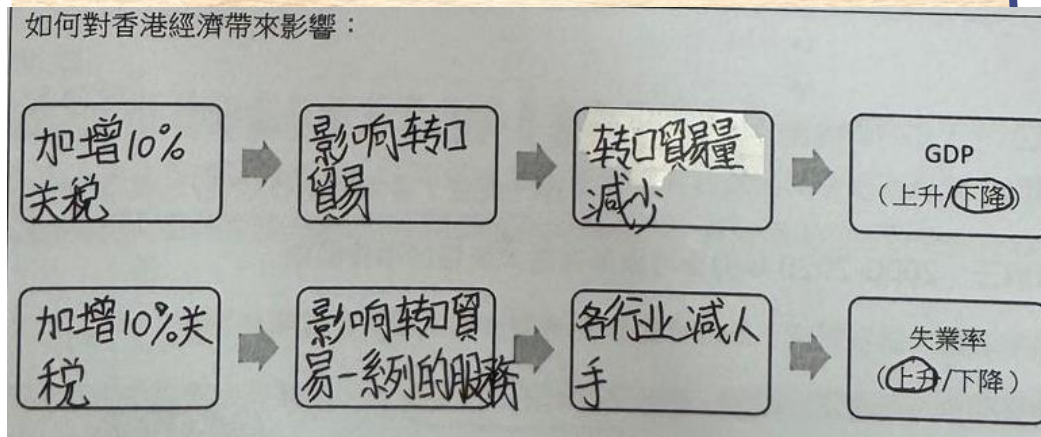 如何對香港經濟帶來影響：
加增10%
关税
影响转口
貿易
转口貿易量
減少
GDP
（上升/下降）
加增10%关
税
影响转口貿
易一系列的服務
各行业減人
手
失業率
（上升/下降）